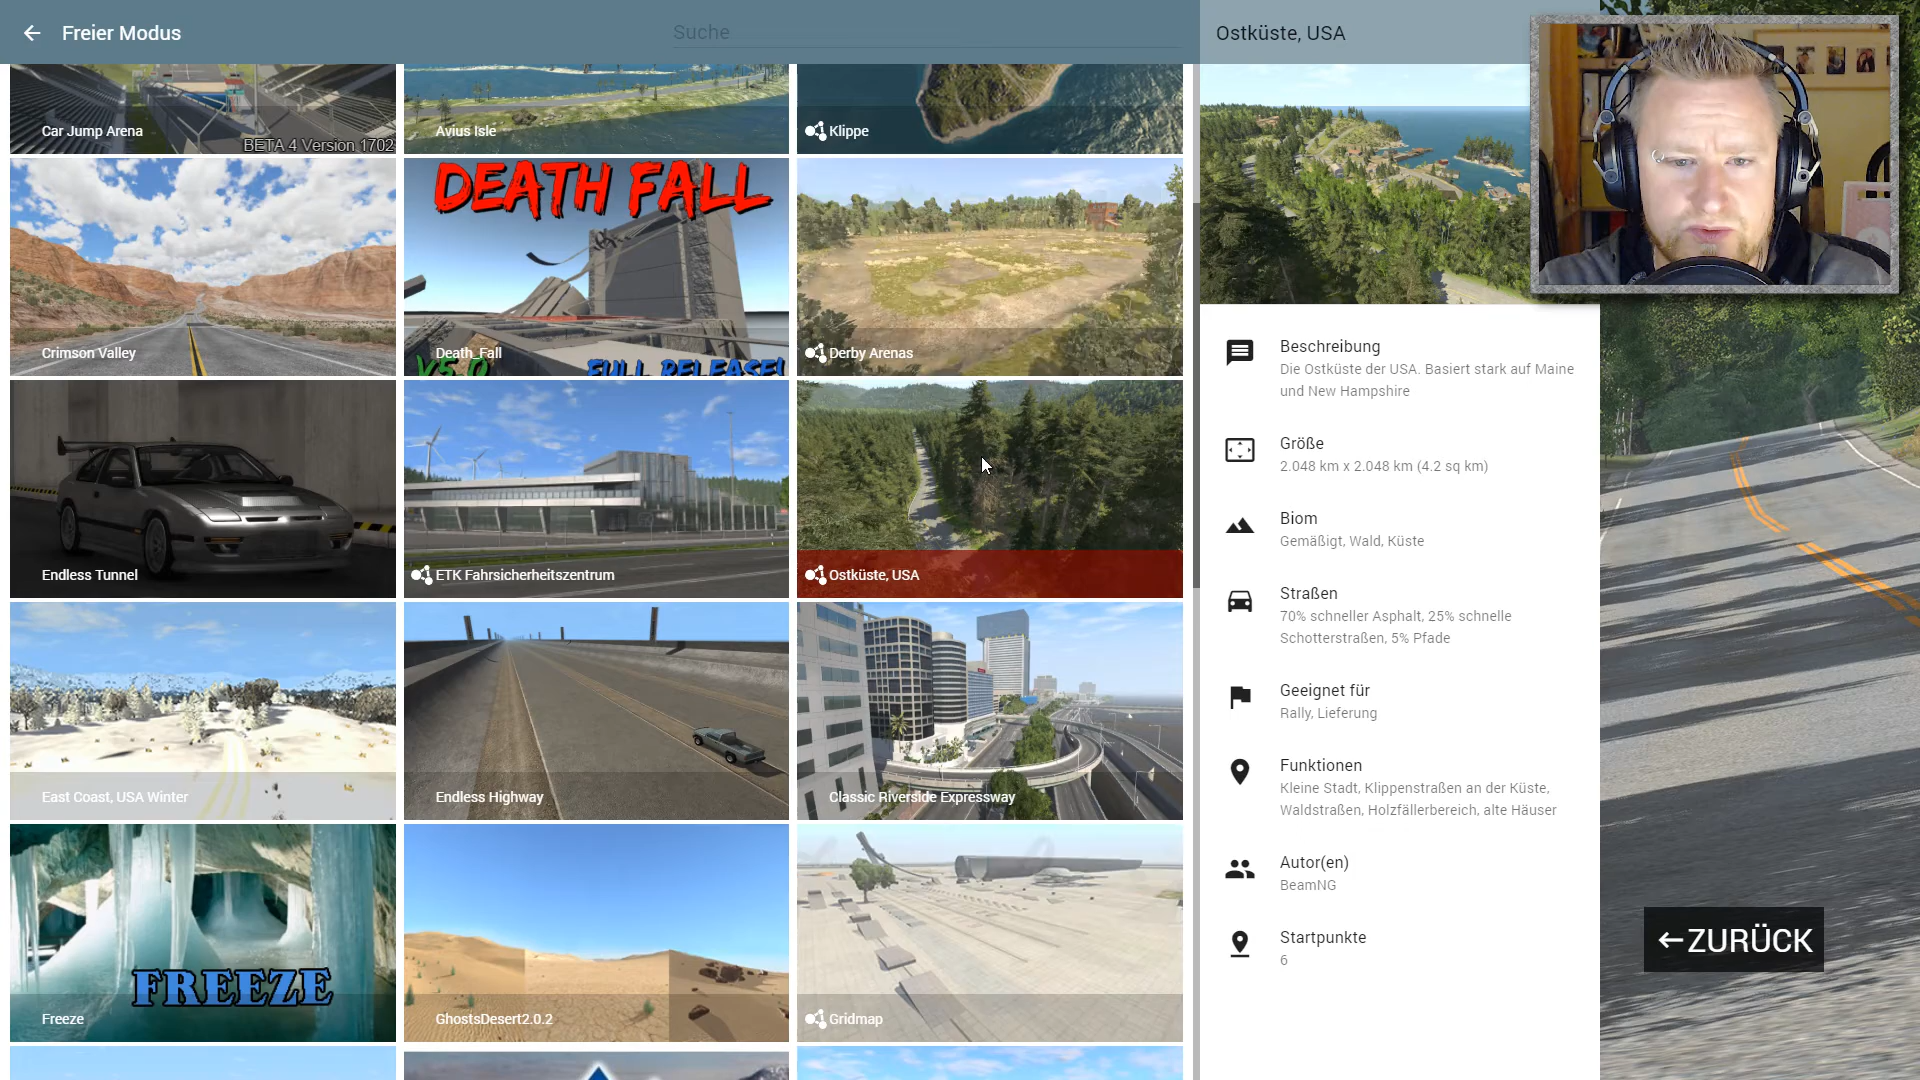 Freier Modus
Suche
Ostküste, USA
Car Jump Arena
BETA 4 Version 1702
Avius Isle
Klippe
Crimson Valley
DEATH FALL
Death_Fall
V5.0
FULL RELEASE!
Derby Arenas
Endless Tunnel
ETK Fahrsicherheitszentrum
Ostküste, USA
East Coast, USA Winter
Endless Highway
Classic Riverside Expressway
FREEZE
Freeze
GhostsDesert2.0.2
Gridmap
Beschreibung
Die Ostküste der USA. Basiert stark auf Maine
und New Hampshire
Größe
2.048 km x 2.048 km (4.2 sq km)
Biom
Gemäßigt, Wald, Küste
Straßen
70% schneller Asphalt, 25% schnelle
Schotterstraßen, 5% Pfade
Geeignet für
Rally, Lieferung
Funktionen
Kleine Stadt, Klippenstraßen an der Küste,
Waldstraßen, Holzfällerbereich, alte Häuser
Autor(en)
BeamNG
Startpunkte
6
←ZURÜCK